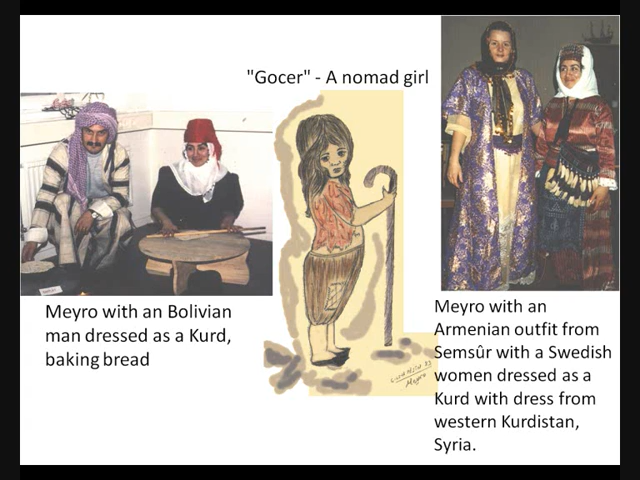 "Gocer" - A nomad girl
Meyro with an Bolivian
man dressed as a Kurd,
baking bread
Meyro with an
Armenian outfit from
Semsûr with a Swedish
women dressed as a
Kurd with dress from
western Kurdistan,
Syria.
Meyro